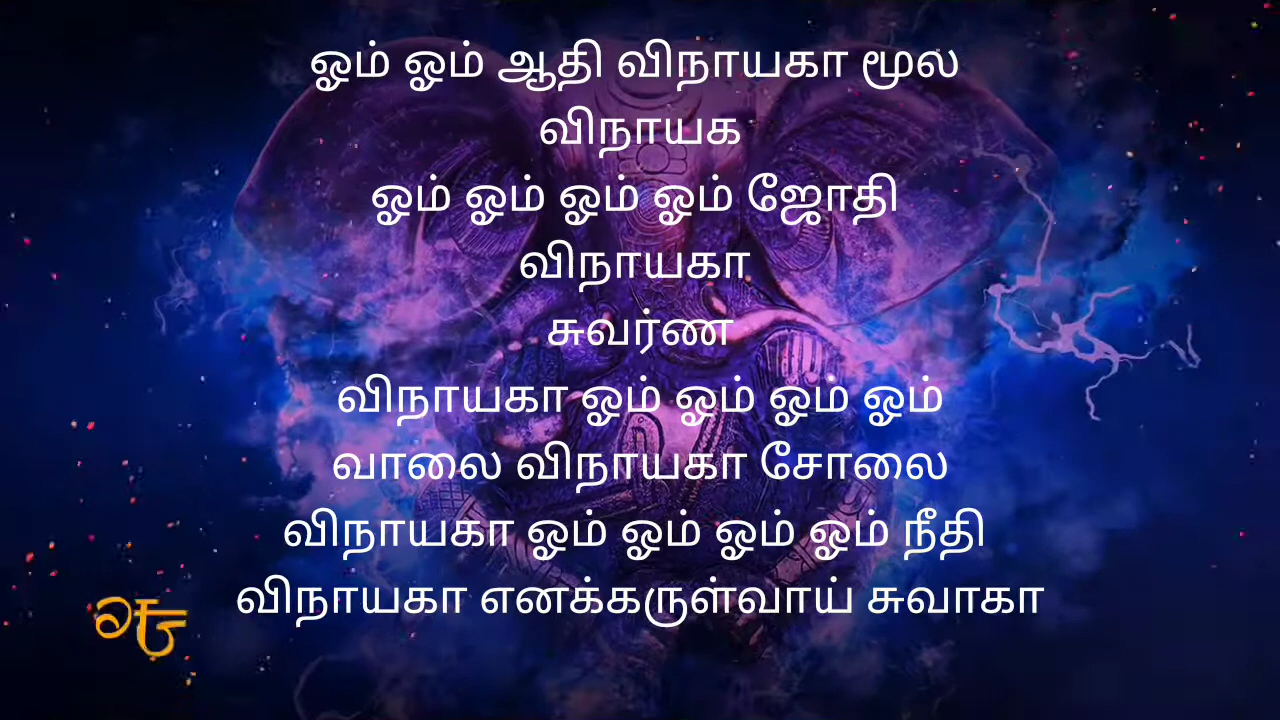 ஓம் ஓம் ஆதி விநாயகா மூல
விநாயக
ஓம் ஓம் ஓம் ஓம் ஜோதி
விநாயகா
சுவர்ண
விநாயகா ஓம் ஓம் ஓம் ஓம்
வாலை விநாயகா சோலை
விநாயகா ஓம் ஓம் ஓம் ஓம் நீதி
விநாயகா எனக்கருள்வாய் சுவாகா